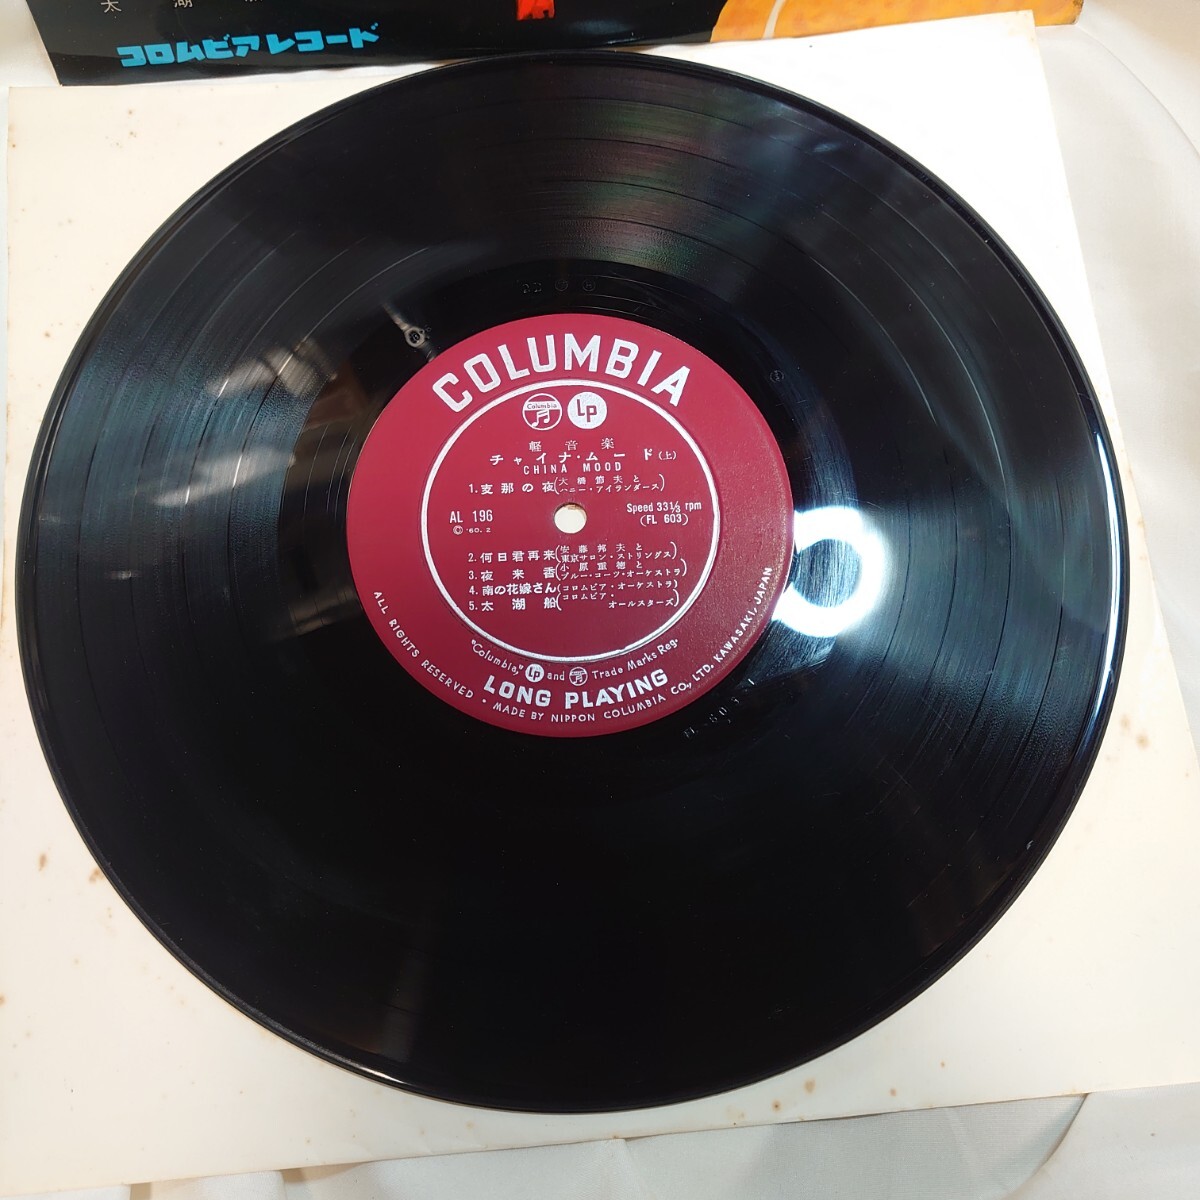 太 湖
コロムビアレコード
COLUMBIA
Columbia LP
軽音楽
チャイナ・ムード(上)
CHINA MOOD
1. 支那の夜(大橋節夫とハニー・アイランダース)
AL 196 Speed 33 1/3 rpm
Ⓒ '60. 2 (FL 603)
2. 何日君再来(安藤邦夫と東京サロン・ストリングス)
3. 夜来香(小原重徳とブルー・コーツ・オーケストラ)
4. 南の花嫁さん(コロムビア・オーケストラ)
5. 太湖船(コロムビア・オールスターズ)
"Columbia," LP and Trade Marks Reg.
LONG PLAYING
ALL RIGHTS RESERVED • MADE BY NIPPON COLUMBIA CO., LTD. KAWASAKI, JAPAN